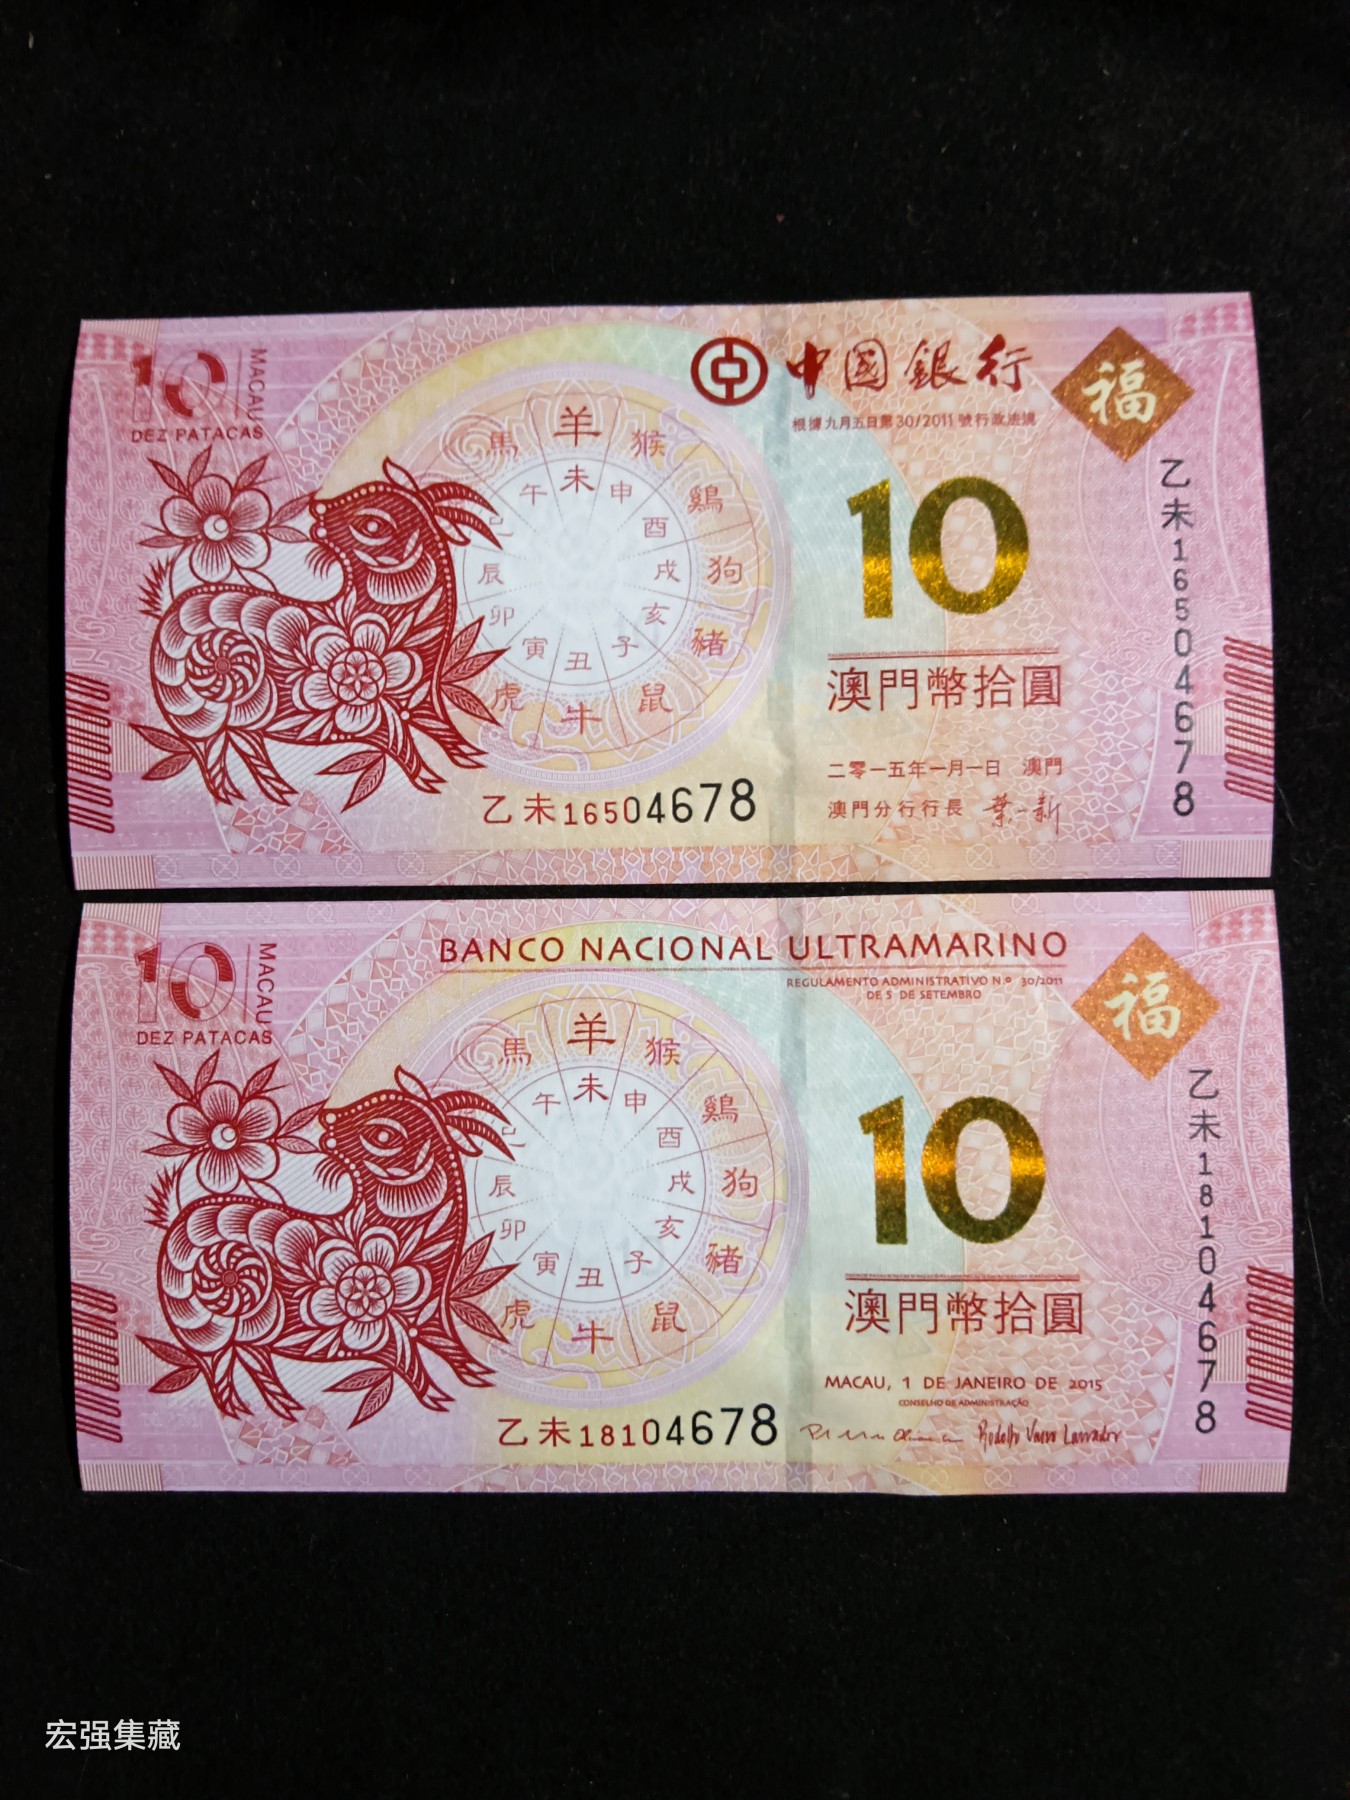 10 MACAU
DEZ PATACAS
中國銀行
根據九月五日第30/2011號行政法規
福
羊 猴 鷄 狗 豬 鼠 牛 虎 馬
未 申 酉 戌 亥 子 丑 寅 卯 辰 巳 午
10
澳門幣拾圓
二零一五年一月一日 澳門
澳門分行行長 葉一新
乙未16504678
乙未16504678
10 MACAU
DEZ PATACAS
BANCO NACIONAL ULTRAMARINO
REGULAMENTO ADMINISTRATIVO Nº 30/2011
DE 5 DE SETEMBRO
福
羊 猴 鷄 狗 豬 鼠 牛 虎 馬
未 申 酉 戌 亥 子 丑 寅 卯 辰 巳 午
10
澳門幣拾圓
MACAU, 1 DE JANEIRO DE 2015
CONSELHO DE ADMINISTRAÇÃO
乙未18104678
乙未18104678
宏强集藏